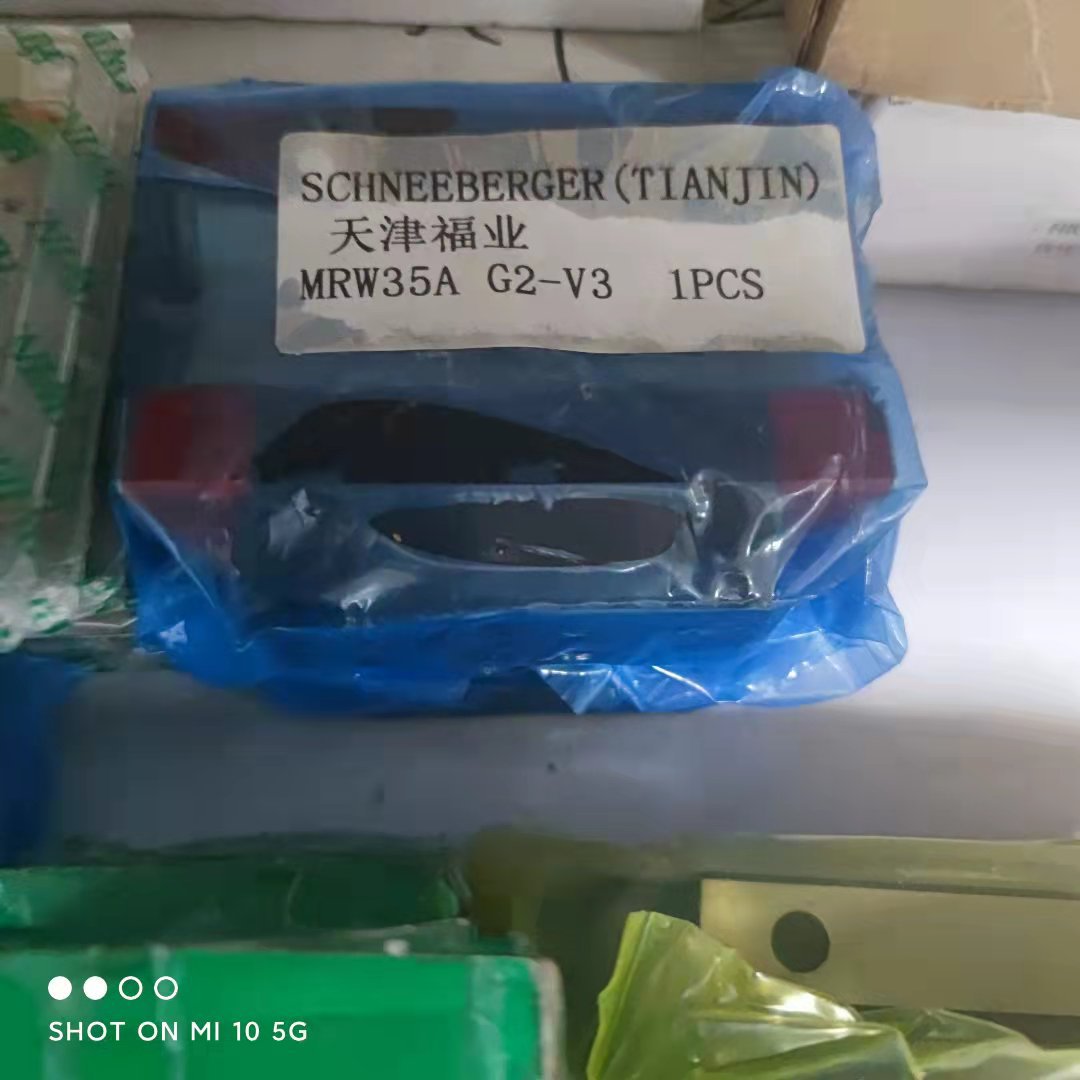 SCHNEEBERGER(TIANJIN)
天津福业
MRW35A G2-V3 1PCS
SHOT ON MI 10 5G